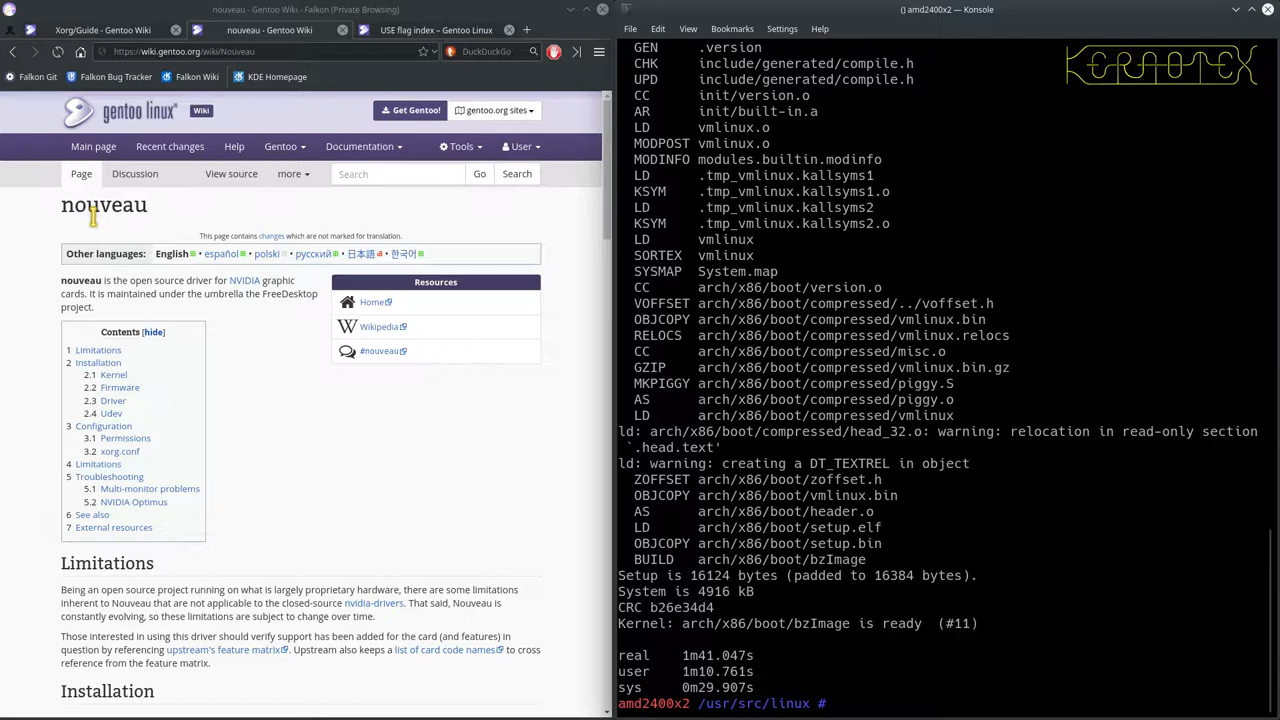 nouveau - Gentoo Wiki - Falkon (Private Browsing)
Xorg/Guide - Gentoo Wiki
nouveau - Gentoo Wiki
USE flag index – Gentoo Linux
https://wiki.gentoo.org/wiki/Nouveau
DuckDuckGo
Falkon Git
Falkon Bug Tracker
Falkon Wiki
KDE Homepage
gentoo linux
Wiki
Get Gentoo!
gentoo.org sites
Main page
Recent changes
Help
Gentoo
Documentation
Tools
User
Page
Discussion
View source
more
Search
Go
Search
nouveau
This page contains changes which are not marked for translation.
Other languages: English • español • polski • русский • 日本語 • 한국어
nouveau is the open source driver for NVIDIA graphic
cards. It is maintained under the umbrella the FreeDesktop
project.
Resources
Home
Wikipedia
#nouveau
Contents [hide]
1 Limitations
2 Installation
2.1 Kernel
2.2 Firmware
2.3 Driver
2.4 Udev
3 Configuration
3.1 Permissions
3.2 xorg.conf
4 Limitations
5 Troubleshooting
5.1 Multi-monitor problems
5.2 NVIDIA Optimus
6 See also
7 External resources
Limitations
Being an open source project running on what is largely proprietary hardware, there are some limitations
inherent to Nouveau that are not applicable to the closed-source nvidia-drivers. That said, Nouveau is
constantly evolving, so these limitations are subject to change over time.
Those interested in using this driver should verify support has been added for the card (and features) in
question by referencing upstream's feature matrix. Upstream also keeps a list of card code names to cross
reference from the feature matrix.
Installation
() amd2400x2 — Konsole
File Edit View Bookmarks Settings Help
KERNOTEX
GEN .version
CHK include/generated/compile.h
UPD include/generated/compile.h
CC init/version.o
AR init/built-in.a
LD vmlinux.o
MODPOST vmlinux.o
MODINFO modules.builtin.modinfo
LD .tmp_vmlinux.kallsyms1
KSYM .tmp_vmlinux.kallsyms1.o
LD .tmp_vmlinux.kallsyms2
KSYM .tmp_vmlinux.kallsyms2.o
LD vmlinux
SORTEX vmlinux
SYSMAP System.map
CC arch/x86/boot/version.o
VOFFSET arch/x86/boot/compressed/../voffset.h
OBJCOPY arch/x86/boot/compressed/vmlinux.bin
RELOCS arch/x86/boot/compressed/vmlinux.relocs
CC arch/x86/boot/compressed/misc.o
GZIP arch/x86/boot/compressed/vmlinux.bin.gz
MKPIGGY arch/x86/boot/compressed/piggy.S
AS arch/x86/boot/compressed/piggy.o
LD arch/x86/boot/compressed/vmlinux
ld: arch/x86/boot/compressed/head_32.o: warning: relocation in read-only section
`.head.text'
ld: warning: creating a DT_TEXTREL in object
ZOFFSET arch/x86/boot/zoffset.h
OBJCOPY arch/x86/boot/vmlinux.bin
AS arch/x86/boot/header.o
LD arch/x86/boot/setup.elf
OBJCOPY arch/x86/boot/setup.bin
BUILD arch/x86/boot/bzImage
Setup is 16124 bytes (padded to 16384 bytes).
System is 4916 kB
CRC b26e34d4
Kernel: arch/x86/boot/bzImage is ready (#11)
real 1m41.047s
user 1m10.761s
sys 0m29.907s
amd2400x2 /usr/src/linux #